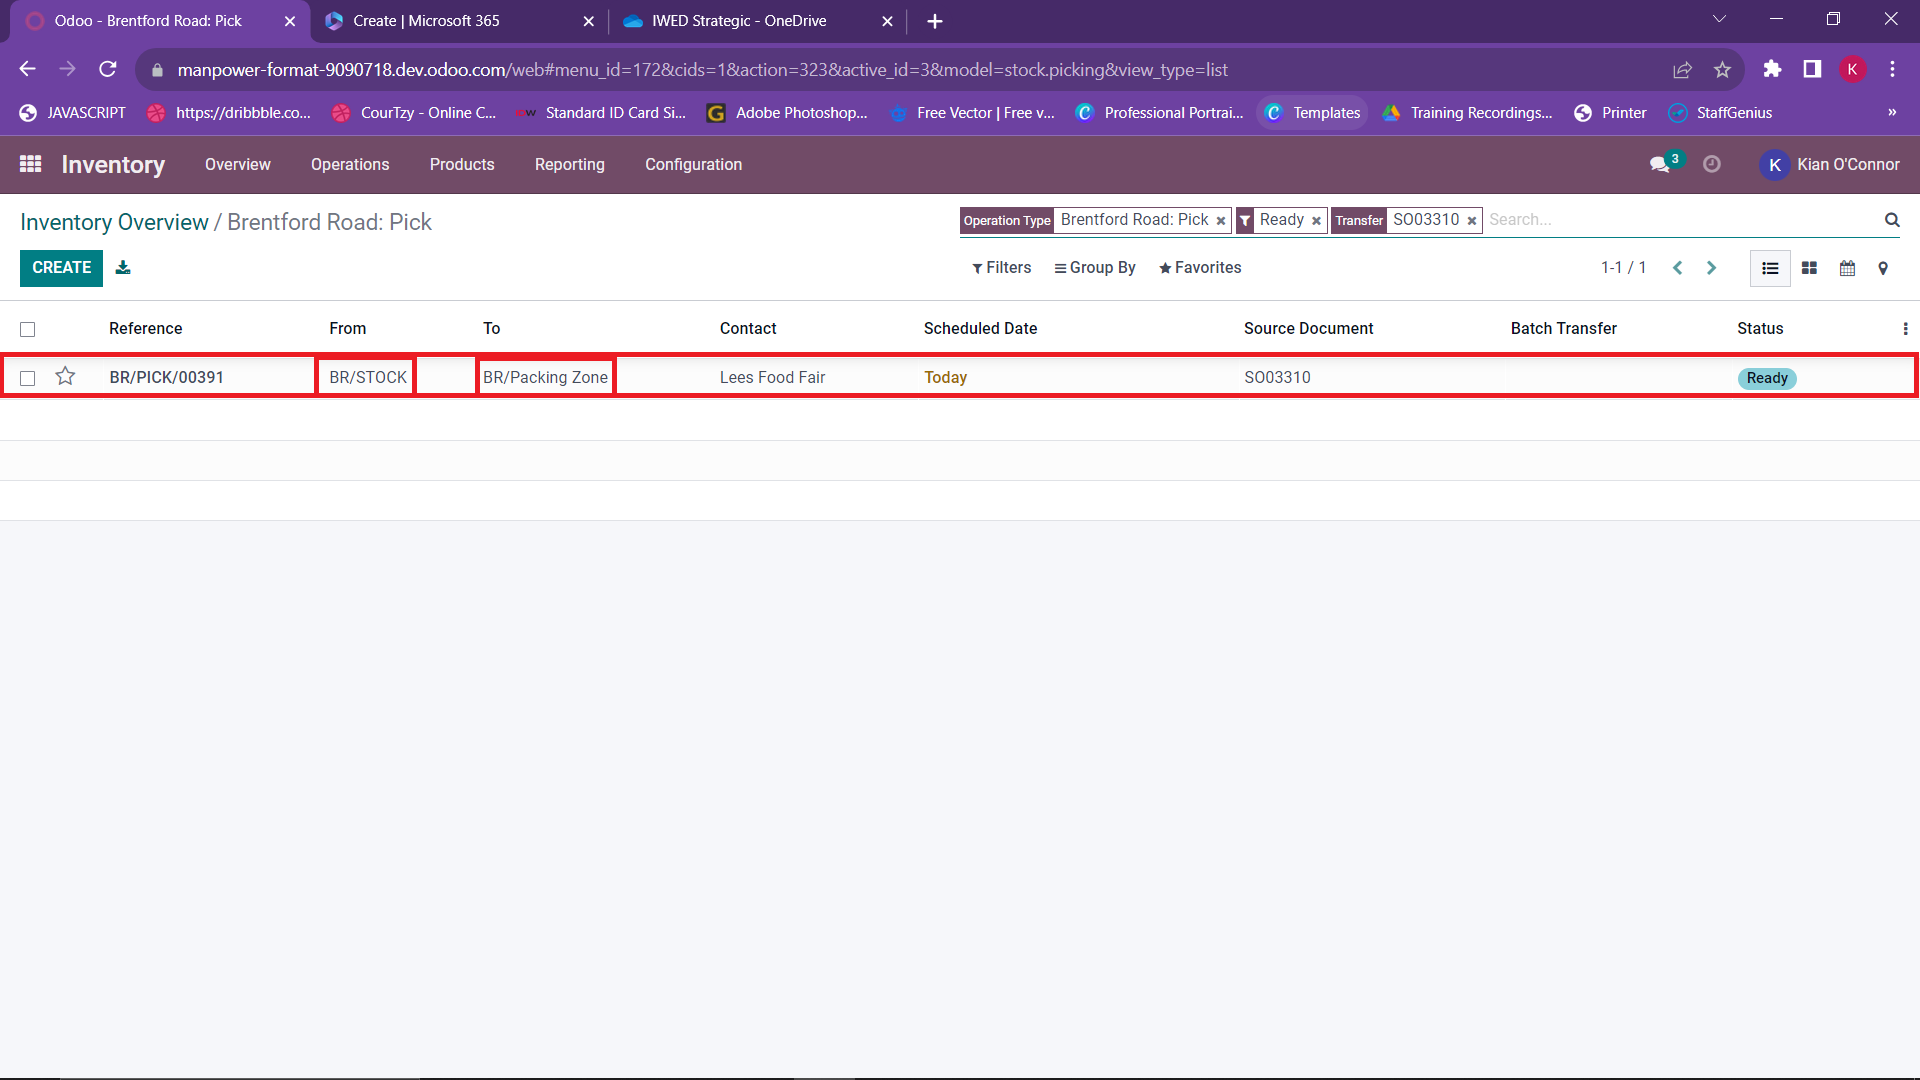 Odoo - Brentford Road: Pick
Create | Microsoft 365
IWED Strategic - OneDrive
manpower-format-9090718.dev.odoo.com/web#menu_id=172&cids=1&action=323&active_id=3&model=stock.picking&view_type=list
K
JAVASCRIPT
https://dribbble.co...
CourTzy - Online C...
Standard ID Card Si...
Adobe Photoshop...
Free Vector | Free v...
Professional Portrai...
Templates
Training Recordings...
Printer
StaffGenius
»
Inventory
Overview
Operations
Products
Reporting
Configuration
3
K
Kian O'Connor
Inventory Overview / Brentford Road: Pick
Operation Type Brentford Road: Pick
Ready
Transfer SO03310
Search...
CREATE
Filters
Group By
Favorites
1-1 / 1
Reference From To Contact Scheduled Date Source Document Batch Transfer Status
BR/PICK/00391 BR/STOCK BR/Packing Zone Lees Food Fair Today SO03310 Ready